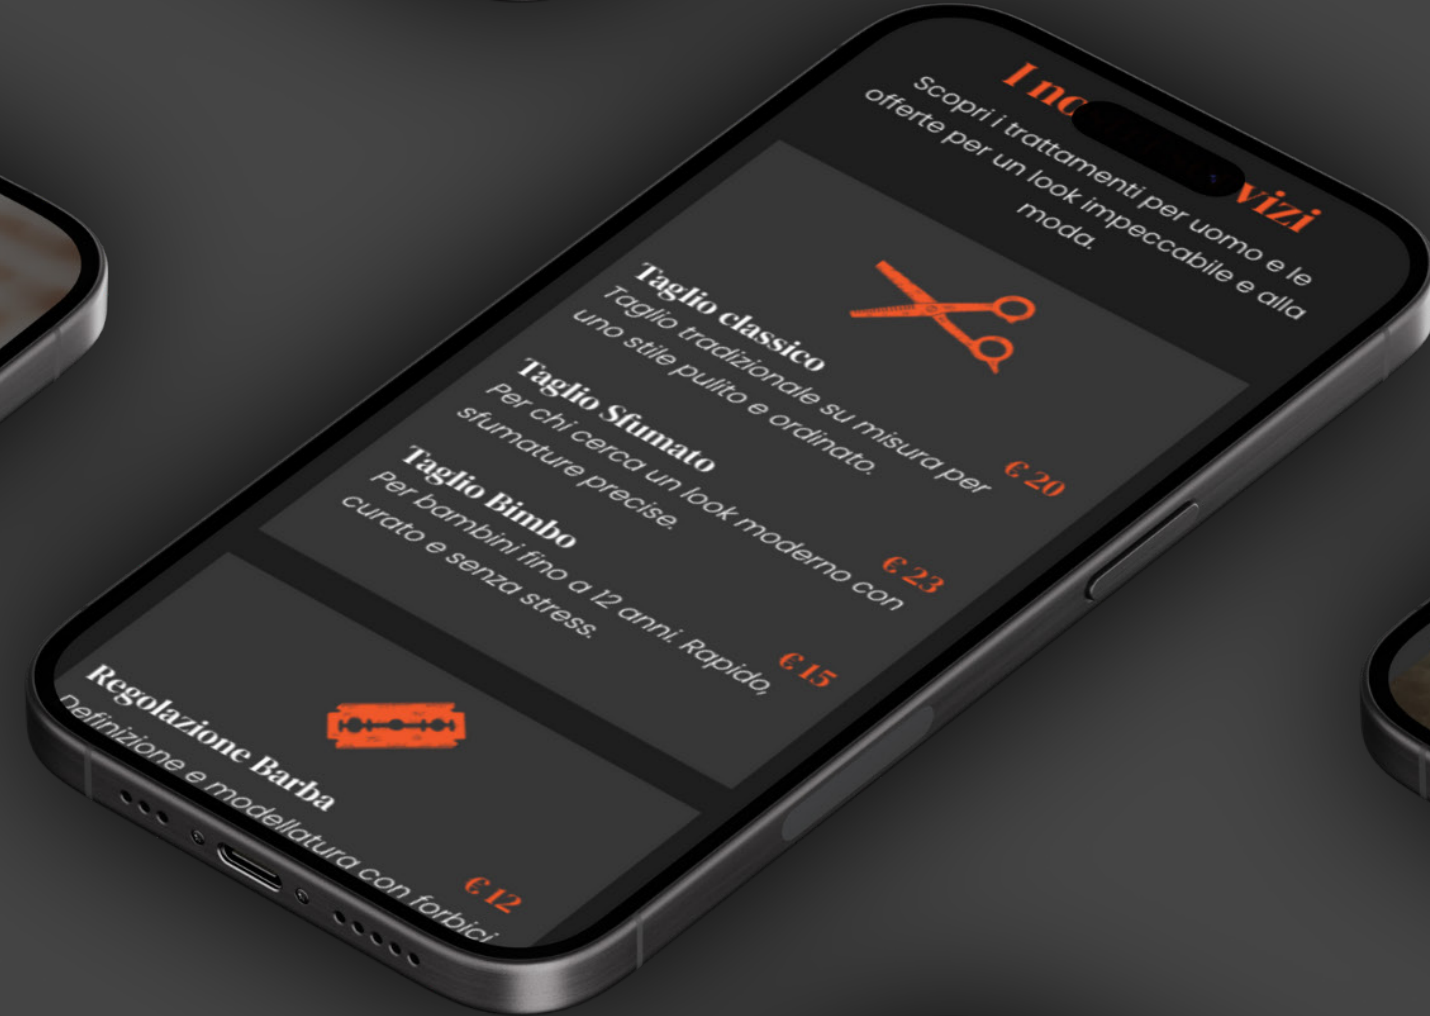 I no vizi
Scopri i trattamenti per uomo e le
offerte per un look impeccabile e alla
moda.
Taglio classico
Taglio tradizionale su misura per
uno stile pulito e ordinato.
€ 20
Taglio Sfumato
Per chi cerca un look moderno con
sfumature precise.
€ 23
Taglio Bimbo
Per bambini fino a 12 anni. Rapido,
curato e senza stress.
€ 15
Regolazione Barba
Definizione e modellatura con forbici
€ 12